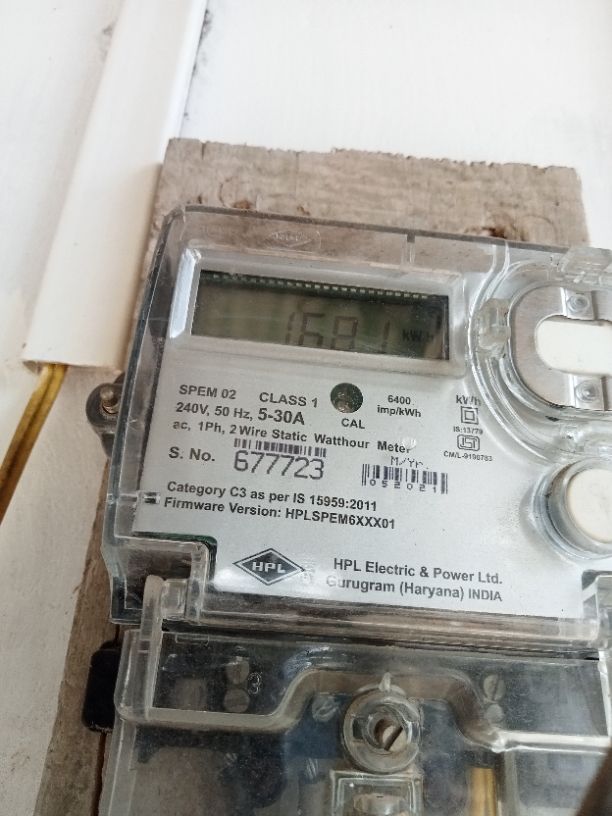 1681 kWh
SPEM 02 CLASS 1 6400 imp/kWh kWh
240V, 50 Hz, 5-30A CAL IS:13779
ac, 1Ph, 2 Wire Static Watthour Meter CM/L-9190783
S. No. 677723 M/Yr. 052021
Category C3 as per IS 15959:2011
Firmware Version: HPLSPEM6XXX01
HPL HPL Electric & Power Ltd.
Gurugram (Haryana) INDIA
3